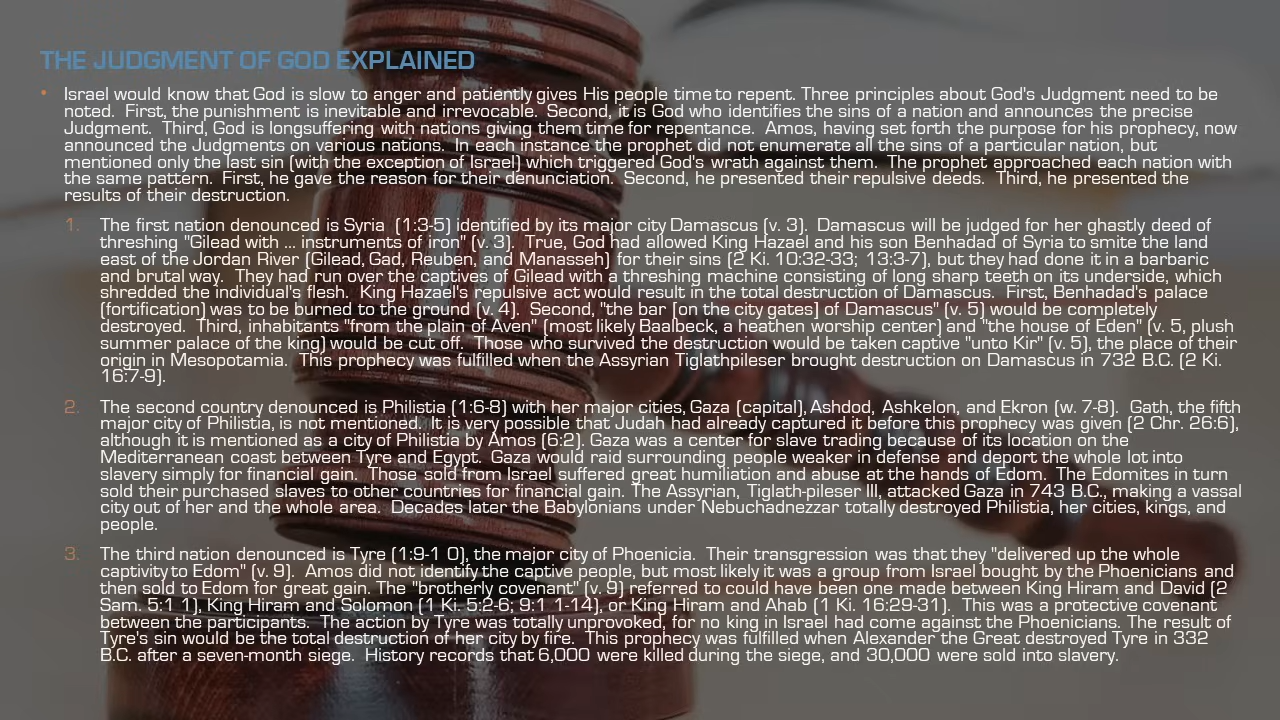 THE JUDGMENT OF GOD EXPLAINED
• Israel would know that God is slow to anger and patiently gives His people time to repent. Three principles about God's Judgment need to be
noted. First, the punishment is inevitable and irrevocable. Second, it is God who identifies the sins of a nation and announces the precise
Judgment. Third, God is longsuffering with nations giving them time for repentance. Amos, having set forth the purpose for his prophecy, now
announced the Judgments on various nations. In each instance the prophet did not enumerate all the sins of a particular nation, but
mentioned only the last sin (with the exception of Israel) which triggered God's wrath against them. The prophet approached each nation with
the same pattern. First, he gave the reason for their denunciation. Second, he presented their repulsive deeds. Third, he presented the
results of their destruction.
1. The first nation denounced is Syria (1:3-5) identified by its major city Damascus (v. 3). Damascus will be judged for her ghastly deed of
threshing "Gilead with ... instruments of iron" (v. 3). True, God had allowed King Hazael and his son Benhadad of Syria to smite the land
east of the Jordan River (Gilead, Gad, Reuben, and Manasseh) for their sins (2 Ki. 10:32-33; 13:3-7), but they had done it in a barbaric
and brutal way. They had run over the captives of Gilead with a threshing machine consisting of long sharp teeth on its underside, which
shredded the individual's flesh. King Hazael's repulsive act would result in the total destruction of Damascus. First, Benhadad's palace
(fortification) was to be burned to the ground (v. 4). Second, "the bar [on the city gates] of Damascus" (v. 5) would be completely
destroyed. Third, inhabitants "from the plain of Aven" (most likely Baalbeck, a heathen worship center) and "the house of Eden" (v. 5, plush
summer palace of the king) would be cut off. Those who survived the destruction would be taken captive "unto Kir" (v. 5), the place of their
origin in Mesopotamia. This prophecy was fulfilled when the Assyrian Tiglathpileser brought destruction on Damascus in 732 B.C. (2 Ki.
16:7-9).
2. The second country denounced is Philistia (1:6-8) with her major cities, Gaza (capital), Ashdod, Ashkelon, and Ekron (w. 7-8). Gath, the fifth
major city of Philistia, is not mentioned. It is very possible that Judah had already captured it before this prophecy was given (2 Chr. 26:6),
although it is mentioned as a city of Philistia by Amos (6:2). Gaza was a center for slave trading because of its location on the
Mediterranean coast between Tyre and Egypt. Gaza would raid surrounding people weaker in defense and deport the whole lot into
slavery simply for financial gain. Those sold from Israel suffered great humiliation and abuse at the hands of Edom. The Edomites in turn
sold their purchased slaves to other countries for financial gain. The Assyrian, Tiglath-pileser III, attacked Gaza in 743 B.C., making a vassal
city out of her and the whole area. Decades later the Babylonians under Nebuchadnezzar totally destroyed Philistia, her cities, kings, and
people.
3. The third nation denounced is Tyre (1:9-1 0), the major city of Phoenicia. Their transgression was that they "delivered up the whole
captivity to Edom" (v. 9). Amos did not identify the captive people, but most likely it was a group from Israel bought by the Phoenicians and
then sold to Edom for great gain. The "brotherly covenant" (v. 9) referred to could have been one made between King Hiram and David (2
Sam. 5:1 1), King Hiram and Solomon (1 Ki. 5:2-6; 9:1 1-14), or King Hiram and Ahab (1 Ki. 16:29-31). This was a protective covenant
between the participants. The action by Tyre was totally unprovoked, for no king in Israel had come against the Phoenicians. The result of
Tyre's sin would be the total destruction of her city by fire. This prophecy was fulfilled when Alexander the Great destroyed Tyre in 332
B.C. after a seven-month siege. History records that 6,000 were killed during the siege, and 30,000 were sold into slavery.